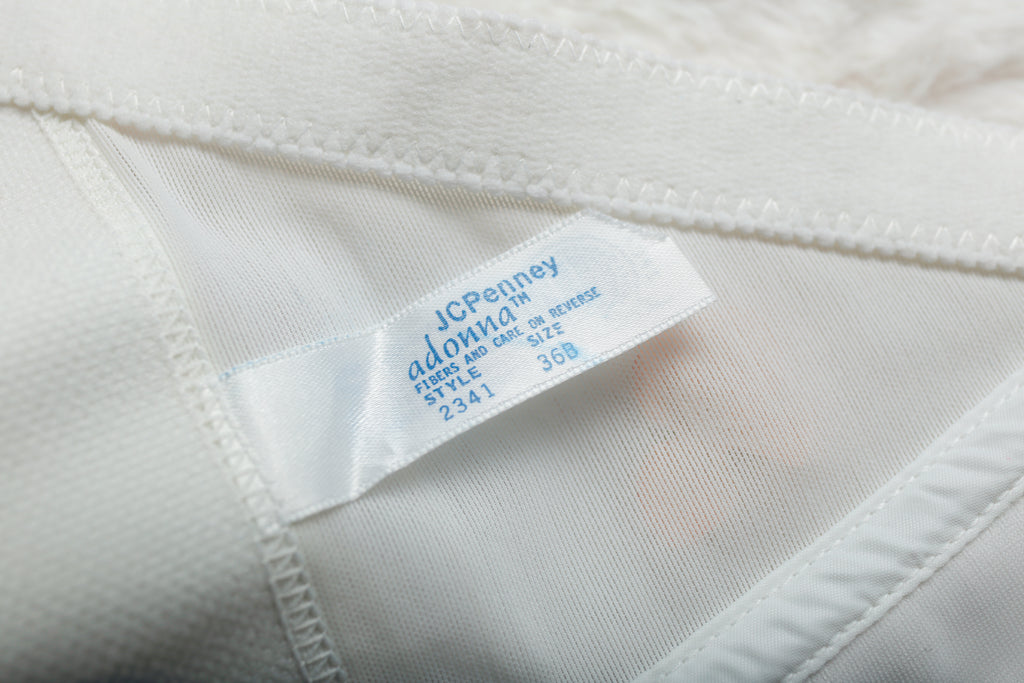 JCPenney
adonna™
FIBERS AND CARE ON REVERSE
STYLE SIZE
2341 36B